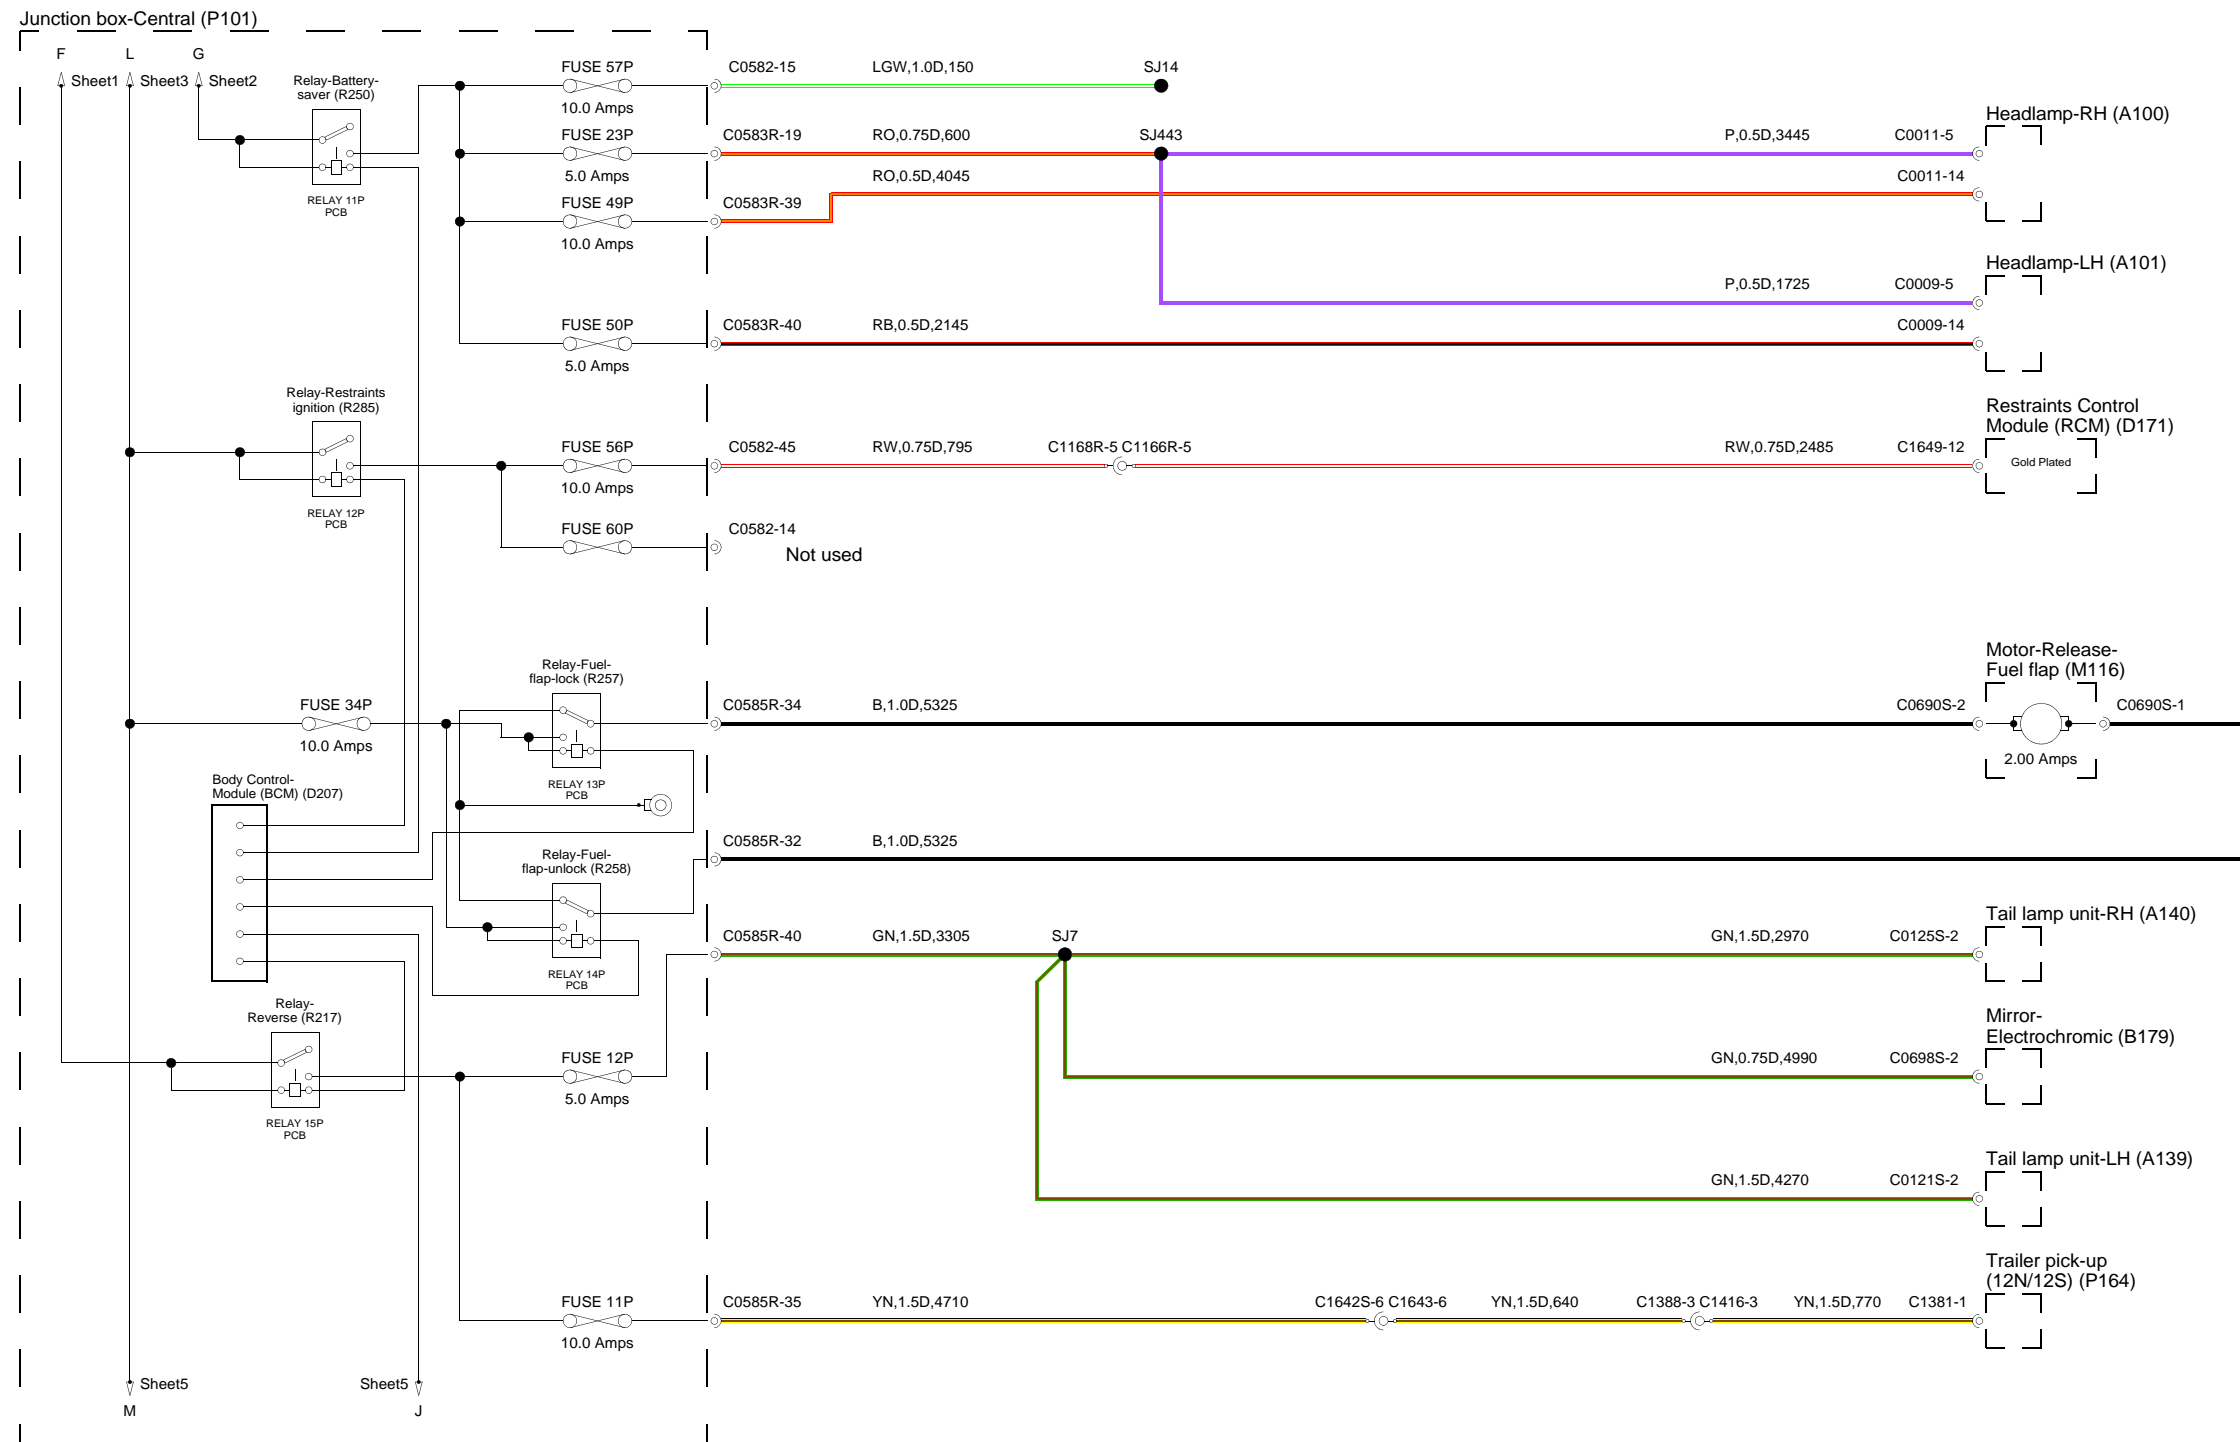 Junction box-Central (P101)
F
L
G
Sheet1
Sheet3
Sheet2
Relay-Battery-
saver (R250)
RELAY 11P
PCB
FUSE 57P
10.0 Amps
C0582-15
LGW,1.0D,150
SJ14
FUSE 23P
5.0 Amps
C0583R-19
RO,0.75D,600
SJ443
P,0.5D,3445
C0011-5
Headlamp-RH (A100)
RO,0.5D,4045
C0011-14
FUSE 49P
10.0 Amps
C0583R-39
Headlamp-LH (A101)
P,0.5D,1725
C0009-5
FUSE 50P
5.0 Amps
C0583R-40
RB,0.5D,2145
C0009-14
Relay-Restraints
ignition (R285)
RELAY 12P
PCB
FUSE 56P
10.0 Amps
C0582-45
RW,0.75D,795
C1168R-5 C1166R-5
RW,0.75D,2485
C1649-12
Restraints Control
Module (RCM) (D171)
Gold Plated
FUSE 60P
C0582-14
Not used
FUSE 34P
10.0 Amps
Relay-Fuel-
flap-lock (R257)
RELAY 13P
PCB
C0585R-34
B,1.0D,5325
C0690S-2
Motor-Release-
Fuel flap (M116)
2.00 Amps
C0690S-1
Body Control-
Module (BCM) (D207)
Relay-Fuel-
flap-unlock (R258)
RELAY 14P
PCB
C0585R-32
B,1.0D,5325
C0585R-40
GN,1.5D,3305
SJ7
GN,1.5D,2970
C0125S-2
Tail lamp unit-RH (A140)
Relay-
Reverse (R217)
RELAY 15P
PCB
FUSE 12P
5.0 Amps
GN,0.75D,4990
C0698S-2
Mirror-
Electrochromic (B179)
GN,1.5D,4270
C0121S-2
Tail lamp unit-LH (A139)
FUSE 11P
10.0 Amps
C0585R-35
YN,1.5D,4710
C1642S-6 C1643-6
YN,1.5D,640
C1388-3 C1416-3
YN,1.5D,770
C1381-1
Trailer pick-up
(12N/12S) (P164)
Sheet5
M
Sheet5
J